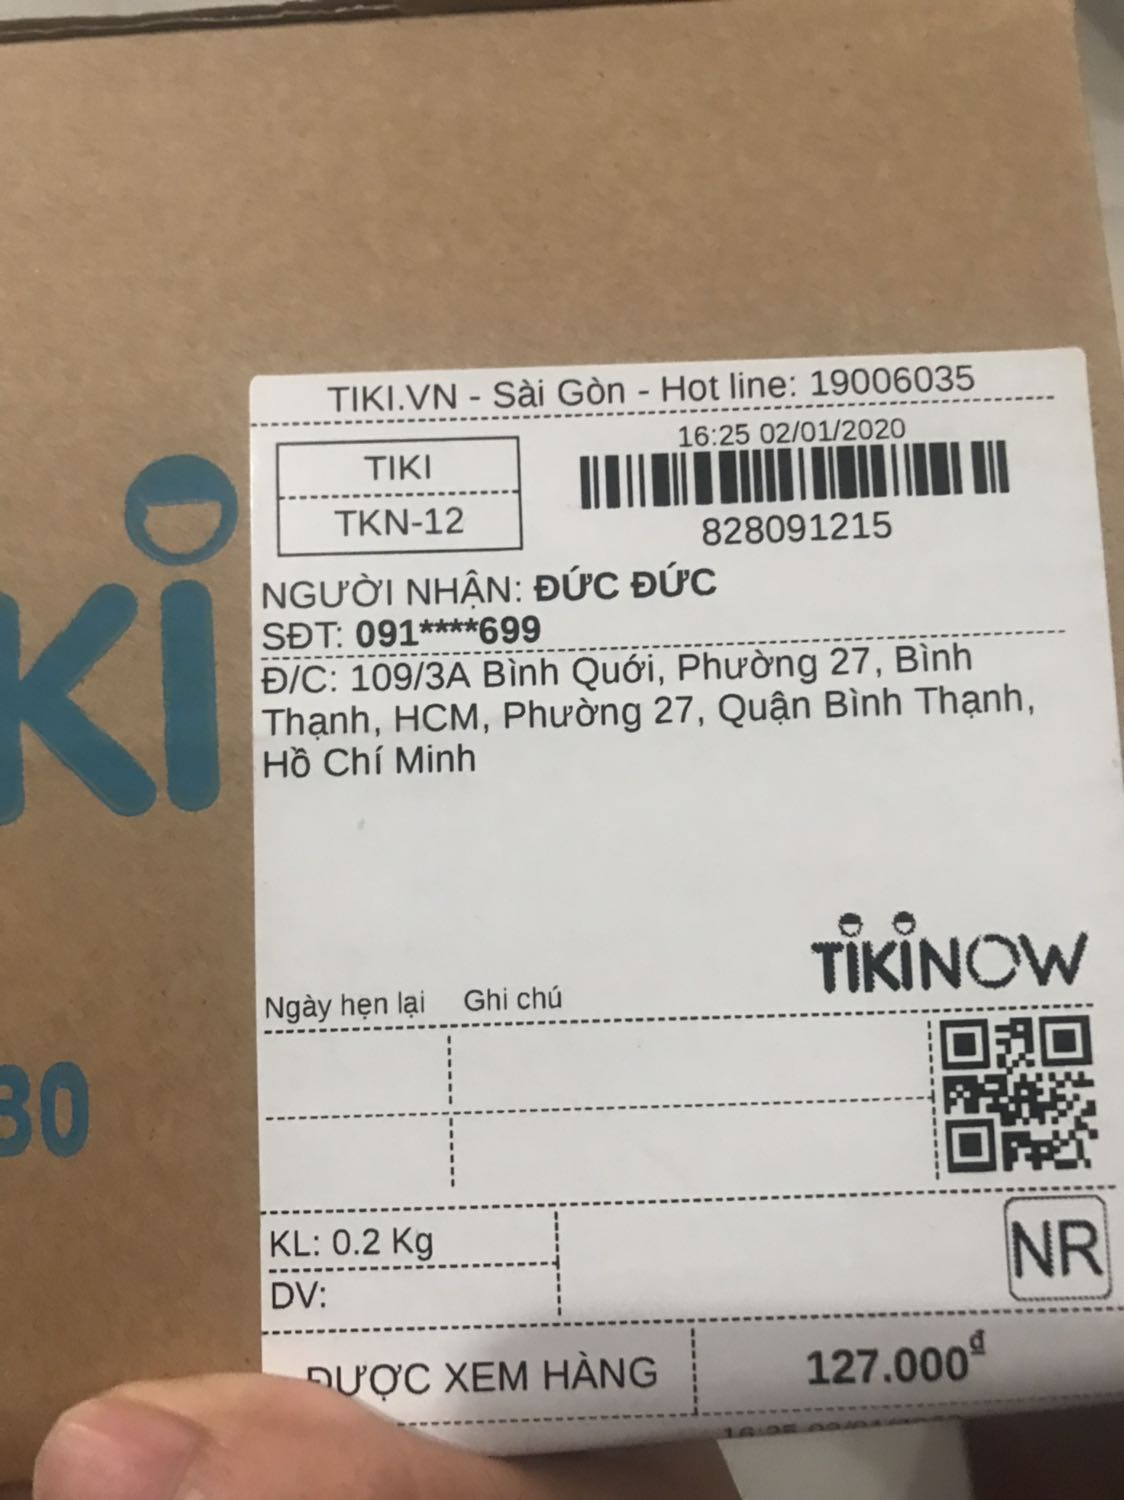 TIKI.VN - Sài Gòn - Hot line: 19006035
16:25 02/01/2020
TIKI
TKN-12
828091215
NGƯỜI NHẬN: ĐỨC ĐỨC
SĐT: 091****699
Đ/C: 109/3A Bình Quới, Phường 27, Bình
Thạnh, HCM, Phường 27, Quận Bình Thạnh,
Hồ Chí Minh
KI
TIKINOW
Ngày hẹn lại Ghi chú
30
KL: 0.2 Kg
NR
DV:
ĐƯỢC XEM HÀNG
127.000đ